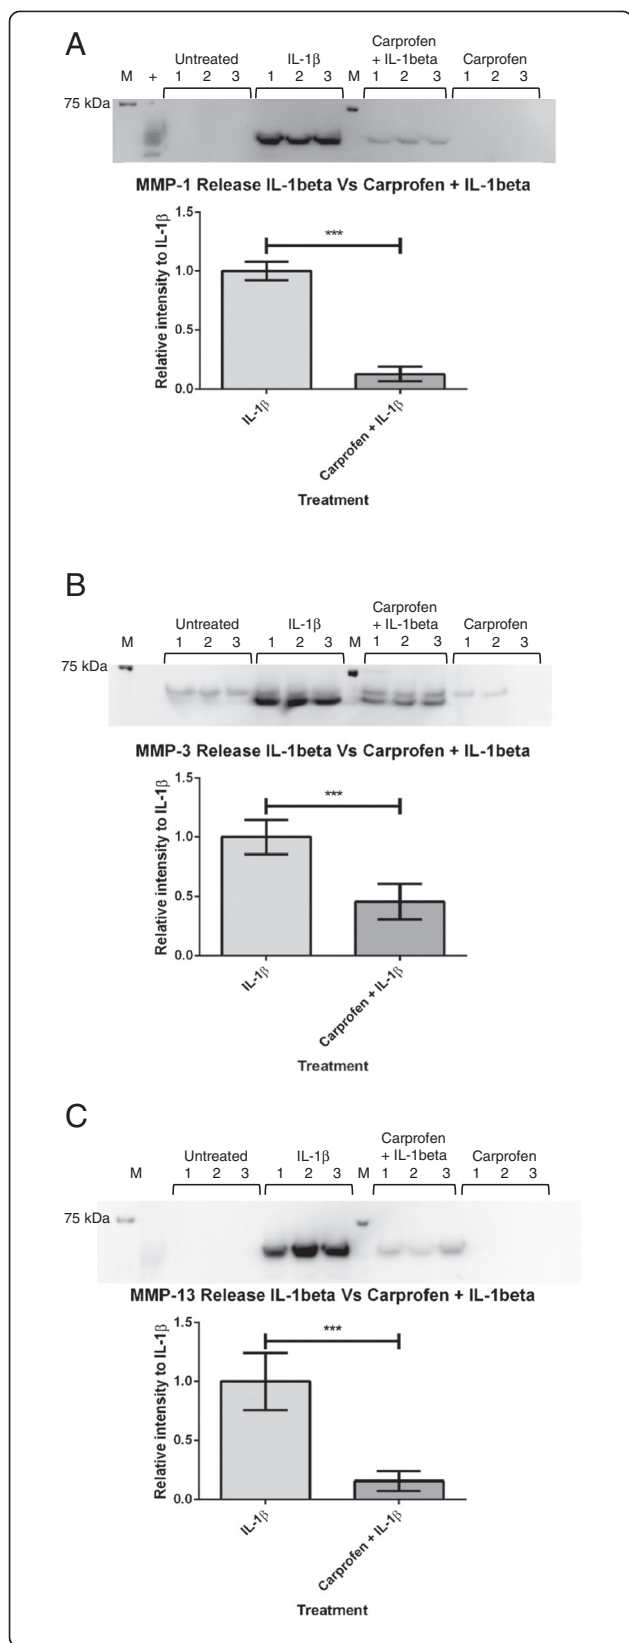 A
Carprofen
Untreated IL-1β + IL-1beta Carprofen
M + 1 2 3 1 2 3 M 1 2 3 1 2 3
75 kDa
MMP-1 Release IL-1beta Vs Carprofen + IL-1beta
Relative intensity to IL-1β
1.5
***
1.0
0.5
0.0
IL-1β
Carprofen + IL-1β
Treatment
B
Carprofen
Untreated IL-1β + IL-1beta Carprofen
M 1 2 3 1 2 3 M 1 2 3 1 2 3
75 kDa
MMP-3 Release IL-1beta Vs Carprofen + IL-1beta
Relative intensity to IL-1β
1.5
***
1.0
0.5
0.0
IL-1β
Carprofen + IL-1β
Treatment
C
Carprofen
Untreated IL-1β + IL-1beta Carprofen
M 1 2 3 1 2 3 M 1 2 3 1 2 3
75 kDa
MMP-13 Release IL-1beta Vs Carprofen + IL-1beta
Relative intensity to IL-1β
1.5
***
1.0
0.5
0.0
IL-1β
Carprofen + IL-1β
Treatment